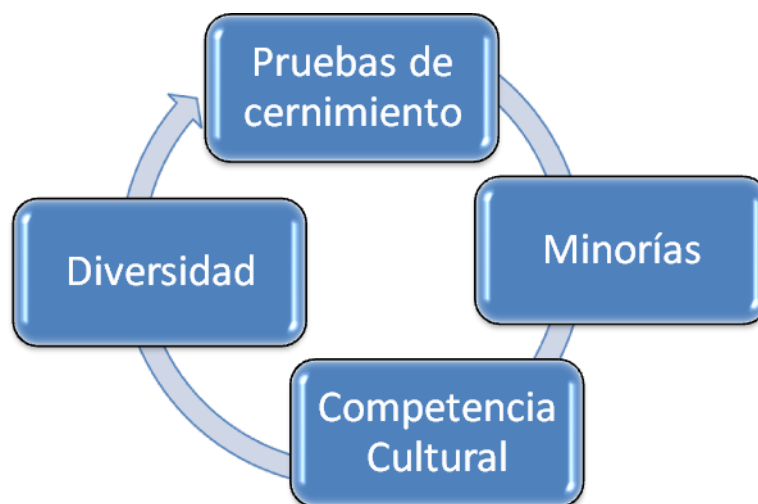 Pruebas de
cernimiento
Minorías
Competencia
Cultural
Diversidad